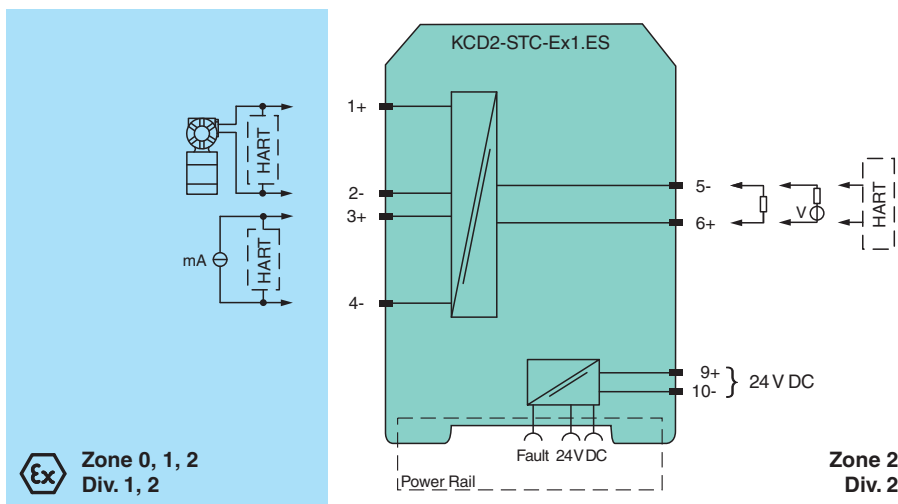 KCD2-STC-Ex1.ES
1+
HART
2-
3+
HART
mA
4-
5-
6+
V
HART
9+
10-
24 V DC
Fault 24V DC
Power Rail
Ex
Zone 0, 1, 2
Div. 1, 2
Zone 2
Div. 2